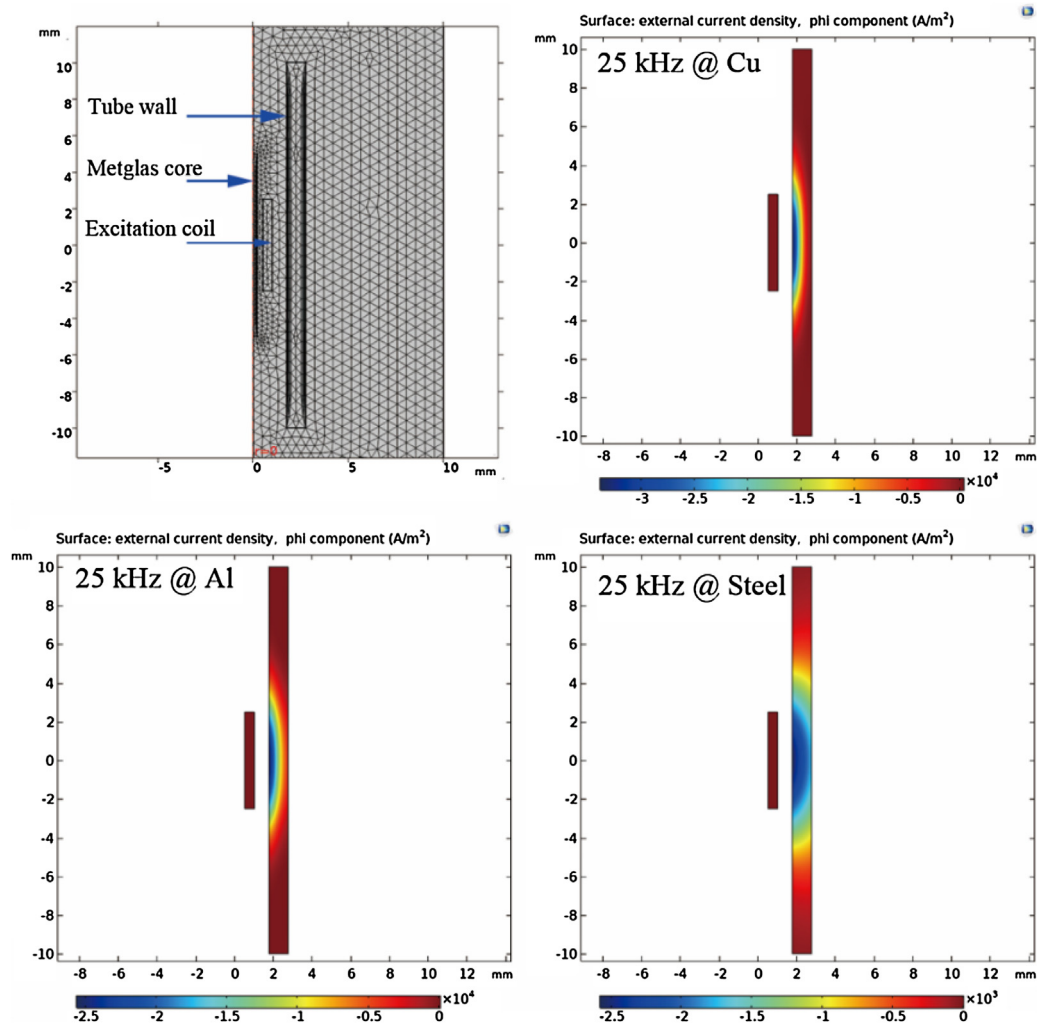 mm
10
8
6
4
2
0
-2
-4
-6
-8
-10
Tube wall
Metglas core
Excitation coil
r=0
-5 0 5 10 mm
Surface: external current density, phi component (A/m²)
mm
25 kHz @ Cu
10
8
6
4
2
0
-2
-4
-6
-8
-10
-8 -6 -4 -2 0 2 4 6 8 10 12 mm
×10⁴
-3 -2.5 -2 -1.5 -1 -0.5 0
Surface: external current density, phi component (A/m²)
mm
25 kHz @ Al
10
8
6
4
2
0
-2
-4
-6
-8
-10
-8 -6 -4 -2 0 2 4 6 8 10 12 mm
×10⁴
-2.5 -2 -1.5 -1 -0.5 0
Surface: external current density, phi component (A/m²)
mm
25 kHz @ Steel
10
8
6
4
2
0
-2
-4
-6
-8
-10
-8 -6 -4 -2 0 2 4 6 8 10 12 mm
×10³
-2.5 -2 -1.5 -1 -0.5 0